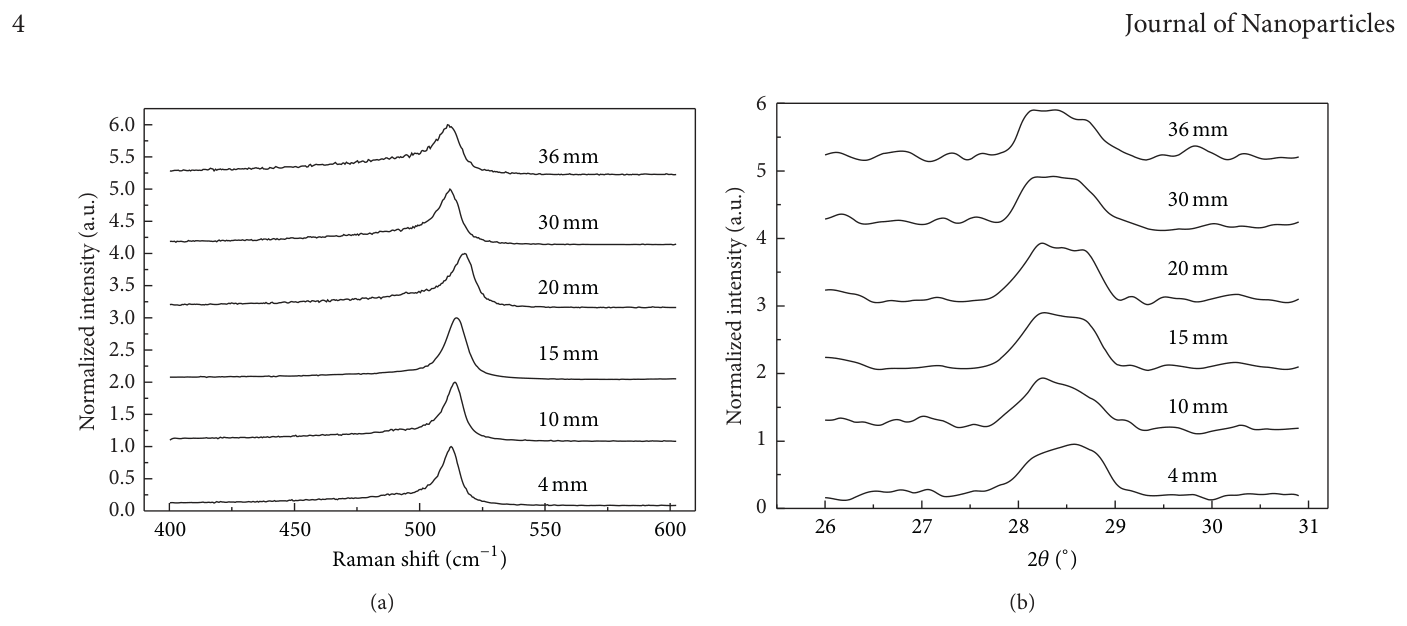 4
Journal of Nanoparticles
6.0
5.5
5.0
4.5
4.0
3.5
3.0
2.5
2.0
1.5
1.0
0.5
0.0
Normalized intensity (a.u.)
36 mm
30 mm
20 mm
15 mm
10 mm
4 mm
400 450 500 550 600
Raman shift (cm⁻¹)
(a)
6
5
4
3
2
1
0
Normalized intensity (a.u.)
36 mm
30 mm
20 mm
15 mm
10 mm
4 mm
26 27 28 29 30 31
2θ (°)
(b)